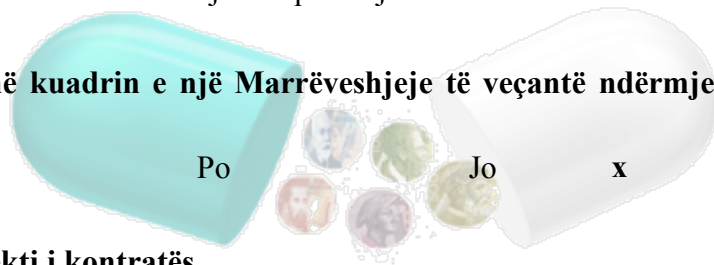 ë kuadrin e një Marrëveshjeje të veçantë ndërmje
Po Jo x
kti i kontratës